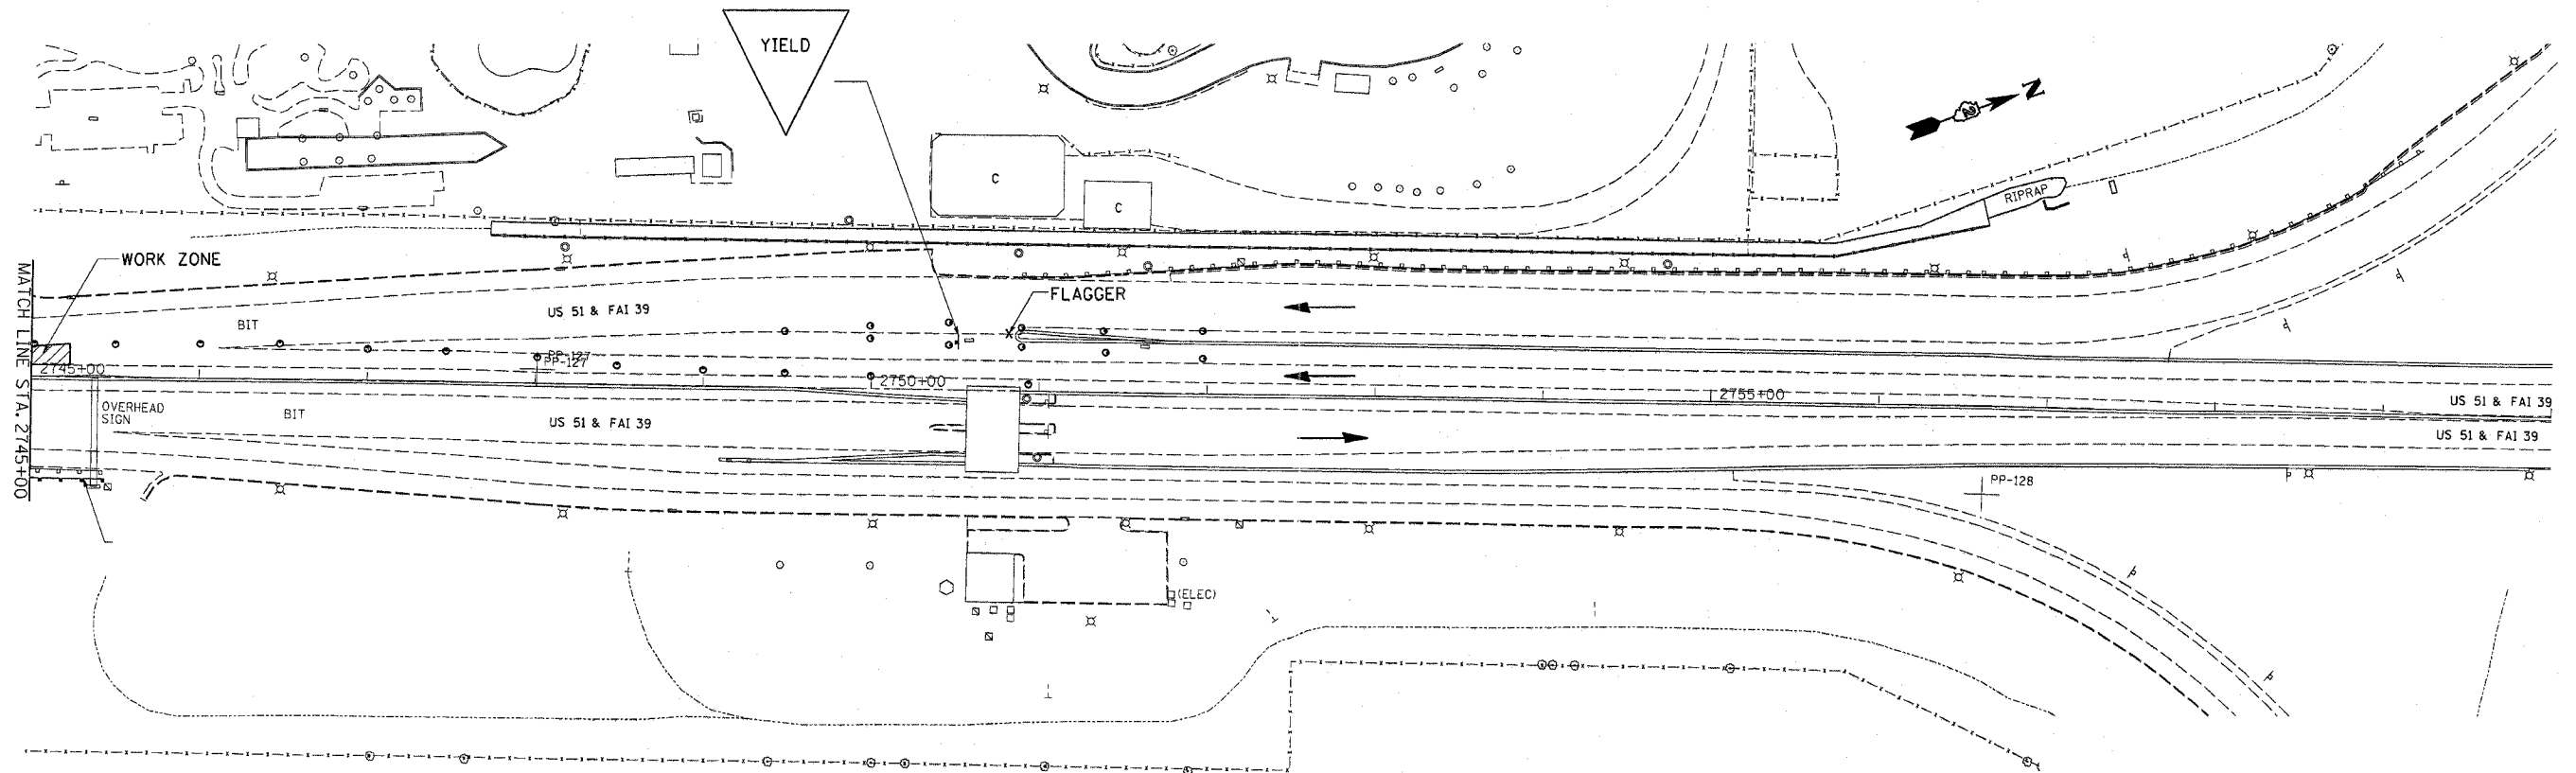 YIELD
N
C
C
RIPRAP
WORK ZONE
FLAGGER
US 51 & FAI 39
BIT
MATCH LINE STA. 2745+00
2745+00
PP-127
PP-127
2750+00
2755+00
US 51 & FAI 39
OVERHEAD
SIGN
BIT
US 51 & FAI 39
US 51 & FAI 39
PP-128
(ELEC)